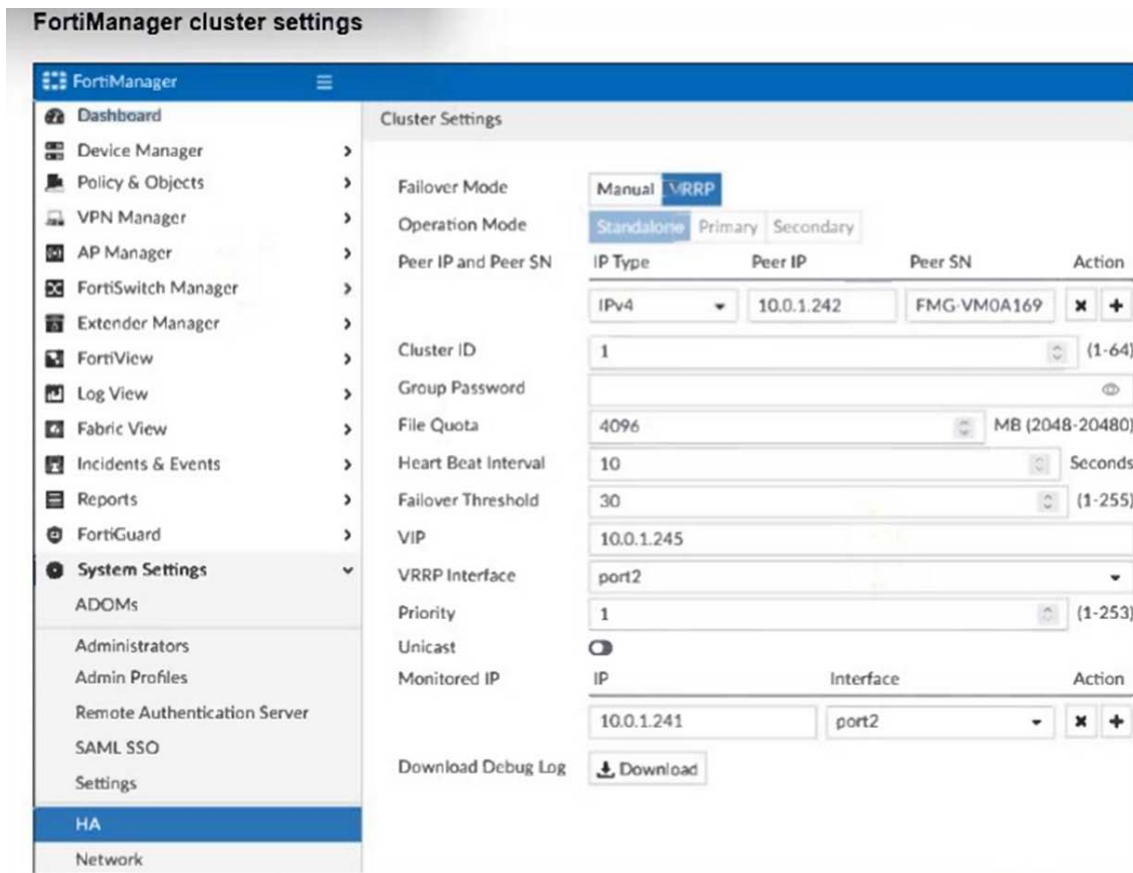 FortiManager cluster settings
FortiManager
Dashboard
Device Manager
Policy & Objects
VPN Manager
AP Manager
FortiSwitch Manager
Extender Manager
FortiView
Log View
Fabric View
Incidents & Events
Reports
FortiGuard
System Settings
ADOMs
Administrators
Admin Profiles
Remote Authentication Server
SAML SSO
Settings
HA
Network
Cluster Settings
Failover Mode Manual VRRP
Operation Mode Standalone Primary Secondary
Peer IP and Peer SN IP Type Peer IP Peer SN Action
IPv4 10.0.1.242 FMG-VM0A169
Cluster ID 1 (1-64)
Group Password
File Quota 4096 MB (2048-20480)
Heart Beat Interval 10 Seconds
Failover Threshold 30 (1-255)
VIP 10.0.1.245
VRRP Interface port2
Priority 1 (1-253)
Unicast
Monitored IP IP Interface Action
10.0.1.241 port2
Download Debug Log Download